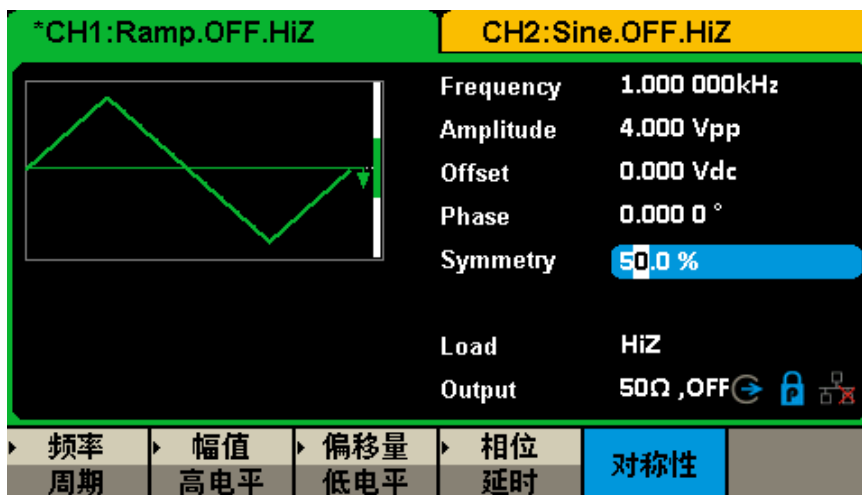 *CH1:Ramp.OFF.HiZ
CH2:Sine.OFF.HiZ
Frequency 1.000 000kHz
Amplitude 4.000 Vpp
Offset 0.000 Vdc
Phase 0.000 0 °
Symmetry 50.0 %
Load HiZ
Output 50Ω ,OFF P
频率 幅值 偏移量 相位 对称性
周期 高电平 低电平 延时